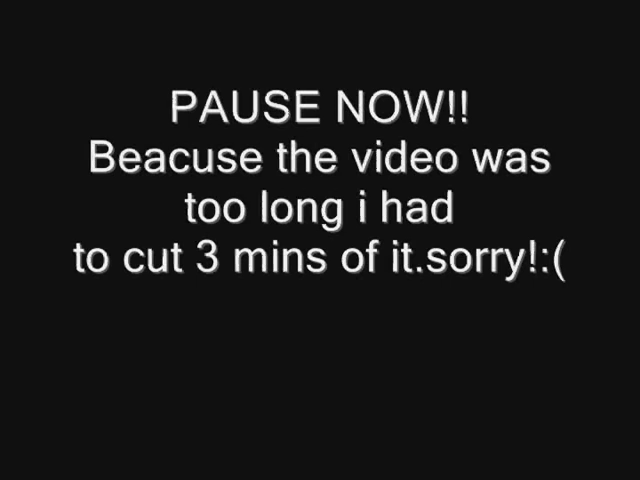 PAUSE NOW!!
Beacuse the video was
too long i had
to cut 3 mins of it.sorry!:(